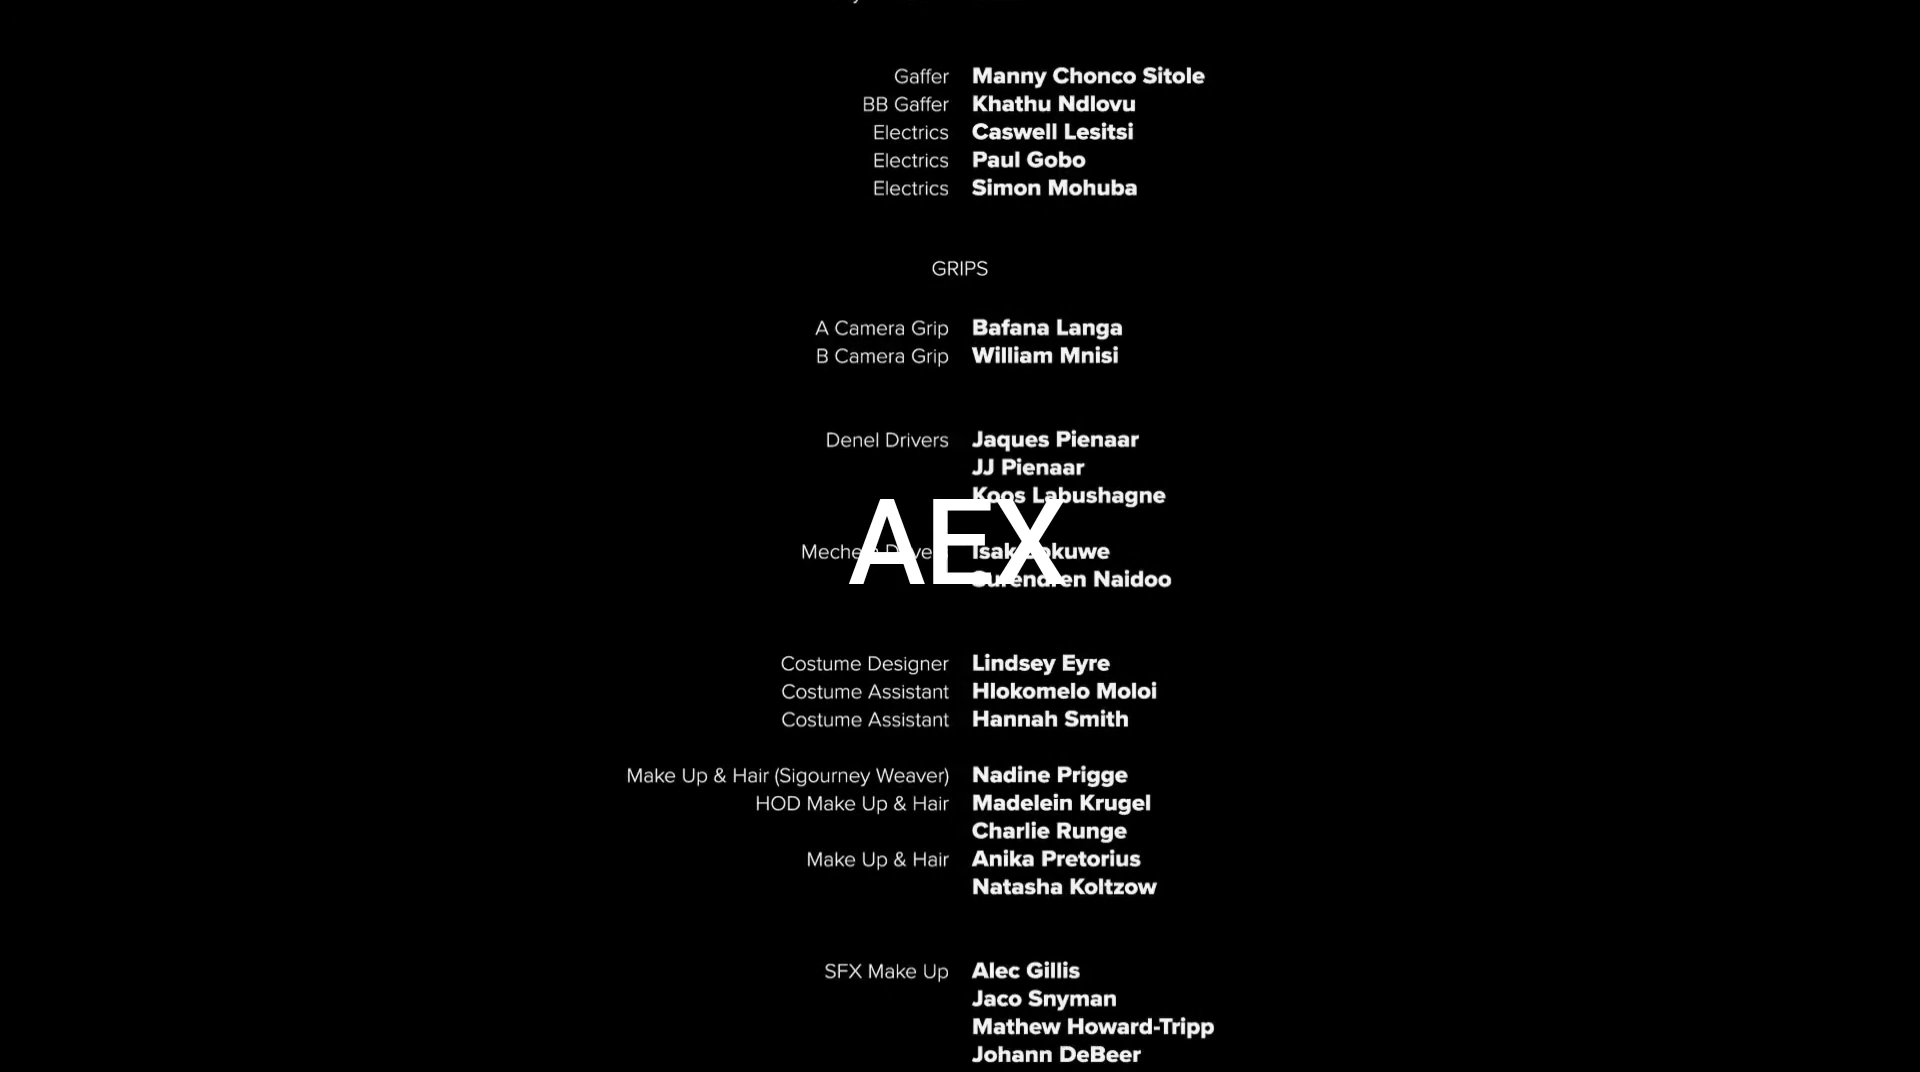 Gaffer Manny Chonco Sitole
BB Gaffer Khathu Ndlovu
Electrics Caswell Lesitsi
Electrics Paul Gobo
Electrics Simon Mohuba
GRIPS
A Camera Grip Bafana Langa
B Camera Grip William Mnisi
Denel Drivers Jaques Pienaar
JJ Pienaar
Koos Labushagne
AEX
Isak
Surendren Naidoo
Costume Designer Lindsey Eyre
Costume Assistant Hlokomelo Moloi
Costume Assistant Hannah Smith
Make Up & Hair (Sigourney Weaver) Nadine Prigge
HOD Make Up & Hair Madelein Krugel
Charlie Runge
Make Up & Hair Anika Pretorius
Natasha Koltzow
SFX Make Up Alec Gillis
Jaco Snyman
Mathew Howard-Tripp
Johann DeBeer